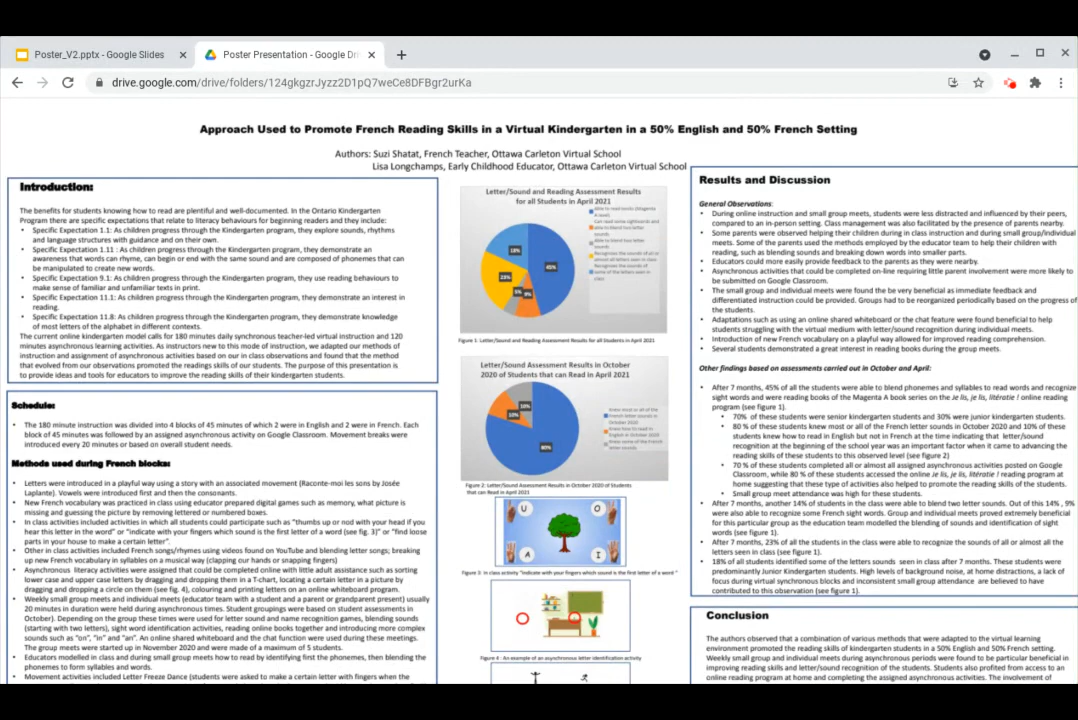 Poster_V2.pptx - Google Slides
Poster Presentation - Google Dri
drive.google.com/drive/folders/124gkgzrJyzz2D1pQ7weCe8DFBgr2urKa
Approach Used to Promote French Reading Skills in a Virtual Kindergarten in a 50% English and 50% French Setting
Authors: Suzi Shatat, French Teacher, Ottawa Carleton Virtual School
Lisa Longchamps, Early Childhood Educator, Ottawa Carleton Virtual School
Introduction:
The benefits for students knowing how to read are plentiful and well-documented. In the Ontario Kindergarten
Program there are specific expectations that relate to literacy behaviours for beginning readers and they include:
• Specific Expectation 1.1: As children progress through the Kindergarten program, they explore sounds, rhythms
and language structures with guidance and on their own.
• Specific Expectation 1.11 : As children progress through the Kindergarten program, they demonstrate an
awareness that words can rhyme, can begin or end with the same sound and are composed of phonemes that can
be manipulated to create new words.
• Specific Expectation 9.1: As children progress through the Kindergarten program, they use reading behaviours to
make sense of familiar and unfamiliar texts in print.
• Specific Expectation 11.1: As children progress through the Kindergarten program, they demonstrate an interest in
reading.
• Specific Expectation 11.8: As children progress through the Kindergarten program, they demonstrate knowledge
of most letters of the alphabet in different contexts.
The current online kindergarten model calls for 180 minutes daily synchronous teacher-led virtual instruction and 120
minutes asynchronous learning activities. As instructors new to this mode of instruction, we adapted our methods of
instruction and assignment of asynchronous activities based on our in class observations and found that the method
that evolved from our observations promoted the readings skills of our students. The purpose of this presentation is
to provide ideas and tools for educators to improve the reading skills of their kindergarten students.
Schedule:
• The 180 minute instruction was divided into 4 blocks of 45 minutes of which 2 were in English and 2 were in French. Each
block of 45 minutes was followed by an assigned asynchronous activity on Google Classroom. Movement breaks were
introduced every 20 minutes or based on overall student needs.
Methods used during French blocks:
• Letters were introduced in a playful way using a story with an associated movement (Raconte-moi les sons by Josée
Laplante). Vowels were introduced first and then the consonants.
• New French vocabulary was practiced in class using educator prepared digital games such as memory, what picture is
missing and guessing the picture by removing lettered or numbered boxes.
• In class activities included activities in which all students could participate such as “thumbs up or nod with your head if you
hear this letter in the word” or “indicate with your fingers which sound is the first letter of a word (see fig. 3)” or “find loose
parts in your house to make a certain letter”.
• Other in class activities included French songs/rhymes using videos found on YouTube and blending letter songs; breaking
up new French vocabulary in syllables on a musical way (clapping our hands or snapping fingers)
• Asynchronous literacy activities were assigned that could be completed online with little adult assistance such as sorting
lower case and upper case letters by dragging and dropping them in a T-chart, locating a certain letter in a picture by
dragging and dropping a circle on them (see fig. 4), colouring and printing letters on an online whiteboard program.
• Weekly small group meets and individual meets (educator team with a student and a parent or grandparent present) usually
20 minutes in duration were held during asynchronous times. Student groupings were based on student assessments in
October). Depending on the group these times were used for letter sound and name recognition games, blending sounds
(starting with two letters), sight word identification activities, reading online books together and introducing more complex
sounds such as “on”, “in” and “an”. An online shared whiteboard and the chat function were used during these meetings.
The group meets were started up in November 2020 and were made of a maximum of 5 students.
• Educators modelled in class and during small group meets how to read by identifying first the phonemes, then blending the
phonemes to form syllables and words.
• Movement activities included Letter Freeze Dance (students were asked to make a certain letter with fingers when the
Letter/Sound and Reading Assessment Results
for all Students in April 2021
45%
9%
5%
23%
18%
Figure 1: Letter/Sound and Reading Assessment Results for all Students in April 2021
Letter/Sound Assessment Results in October
2020 of Students that can Read in April 2021
80%
10%
10%
Figure 2: Letter/Sound Assessment Results in October 2020 of Students
that can Read in April 2021
U
O
A
I
Figure 3: In class activity “Indicate with your fingers which sound is the first letter of a word ”
Figure 4 - An example of an asynchronous letter identification activity
Results and Discussion
General Observations:
• During online instruction and small group meets, students were less distracted and influenced by their peers,
compared to an in-person setting. Class management was also facilitated by the presence of parents nearby.
• Some parents were observed helping their children during in class instruction and during small group/individual
meets. Some of the parents used the methods employed by the educator team to help their children with
reading, such as blending sounds and breaking down words into smaller parts.
• Educators could more easily provide feedback to the parents as they were nearby.
• Asynchronous activities that could be completed on-line requiring little parent involvement were more likely to
be submitted on Google Classroom.
• The small group and individual meets were found the be very beneficial as immediate feedback and
differentiated instruction could be provided. Groups had to be reorganized periodically based on the progress of
the students.
• Adaptations such as using an online shared whiteboard or the chat feature were found beneficial to help
students struggling with the virtual medium with letter/sound recognition during individual meets.
• Introduction of new French vocabulary on a playful way allowed for improved reading comprehension.
• Several students demonstrated a great interest in reading books during the group meets.
Other findings based on assessments carried out in October and April:
• After 7 months, 45% of all the students were able to blend phonemes and syllables to read words and recognize
sight words and were reading books of the Magenta A book series on the je lis, je lis, litératie ! online reading
program (see figure 1).
• 70% of these students were senior kindergarten students and 30% were junior kindergarten students.
• 80 % of these students knew most or all of the French letter sounds in October 2020 and 10% of these
students knew how to read in English but not in French at the time indicating that letter/sound
recognition at the beginning of the school year was an important factor when it came to advancing the
reading skills of these students to this observed level (see figure 2)
• 70 % of these students completed all or almost all assigned asynchronous activities posted on Google
Classroom, while 80 % of these students accessed the online je lis, je lis, litératie ! reading program at
home suggesting that these type of activities also helped to promote the reading skills of the students.
• Small group meet attendance was high for these students.
• After 7 months, another 14% of students in the class were able to blend two letter sounds. Out of this 14% , 9%
were also able to recognize some French sight words. Group and individual meets proved extremely beneficial
for this particular group as the education team modelled the blending of sounds and identification of sight
words (see figure 1).
• After 7 months, 23% of all the students in the class were able to recognize the sounds of all or almost all the
letters seen in class (see figure 1).
• 18% of all students identified some of the letters sounds seen in class after 7 months. These students were
predominantly Junior Kindergarten students. High levels of background noise, at home distractions, a lack of
focus during virtual synchronous blocks and inconsistent small group attendance are believed to have
contributed to this observation (see figure 1).
Conclusion
The authors observed that a combination of various methods that were adapted to the virtual learning
environment promoted the reading skills of kindergarten students in a 50% English and 50% French setting.
Weekly small group and individual meets during asynchronous periods were found to be particular beneficial in
improving reading skills and letter/sound recognition of the students. Students also profited from access to an
online reading program at home and completing the assigned asynchronous activities. The involvement of